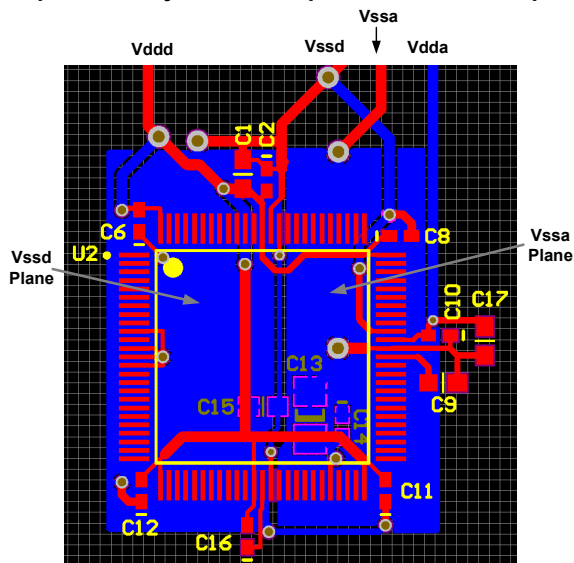 Vssa
Vddd
Vssd
Vdda
C1
C2
C6
U2
C8
Vssd
Plane
Vssa
Plane
C10
C17
C13
C15
C14
C9
C12
C11
C16